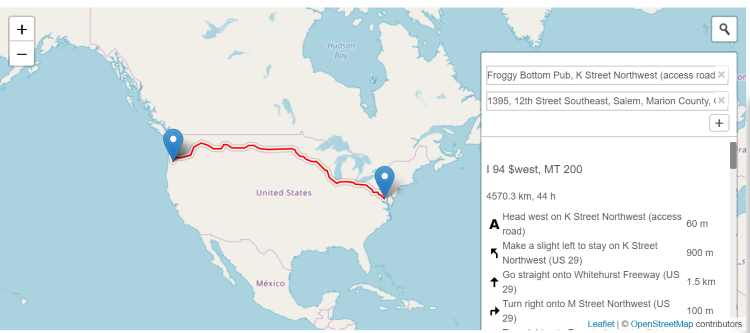 +
−
Hudson
Bay
United States
México
Froggy Bottom Pub, K Street Northwest (access road ×
1395, 12th Street Southeast, Salem, Marion County, ×
+
I 94 $west, MT 200
4570.3 km, 44 h
A Head west on K Street Northwest (access 60 m
road)
Make a slight left to stay on K Street 900 m
Northwest (US 29)
Go straight onto Whitehurst Freeway (US 1.5 km
29)
Turn right onto M Street Northwest (US 100 m
29)
Leaflet | © OpenStreetMap contributors